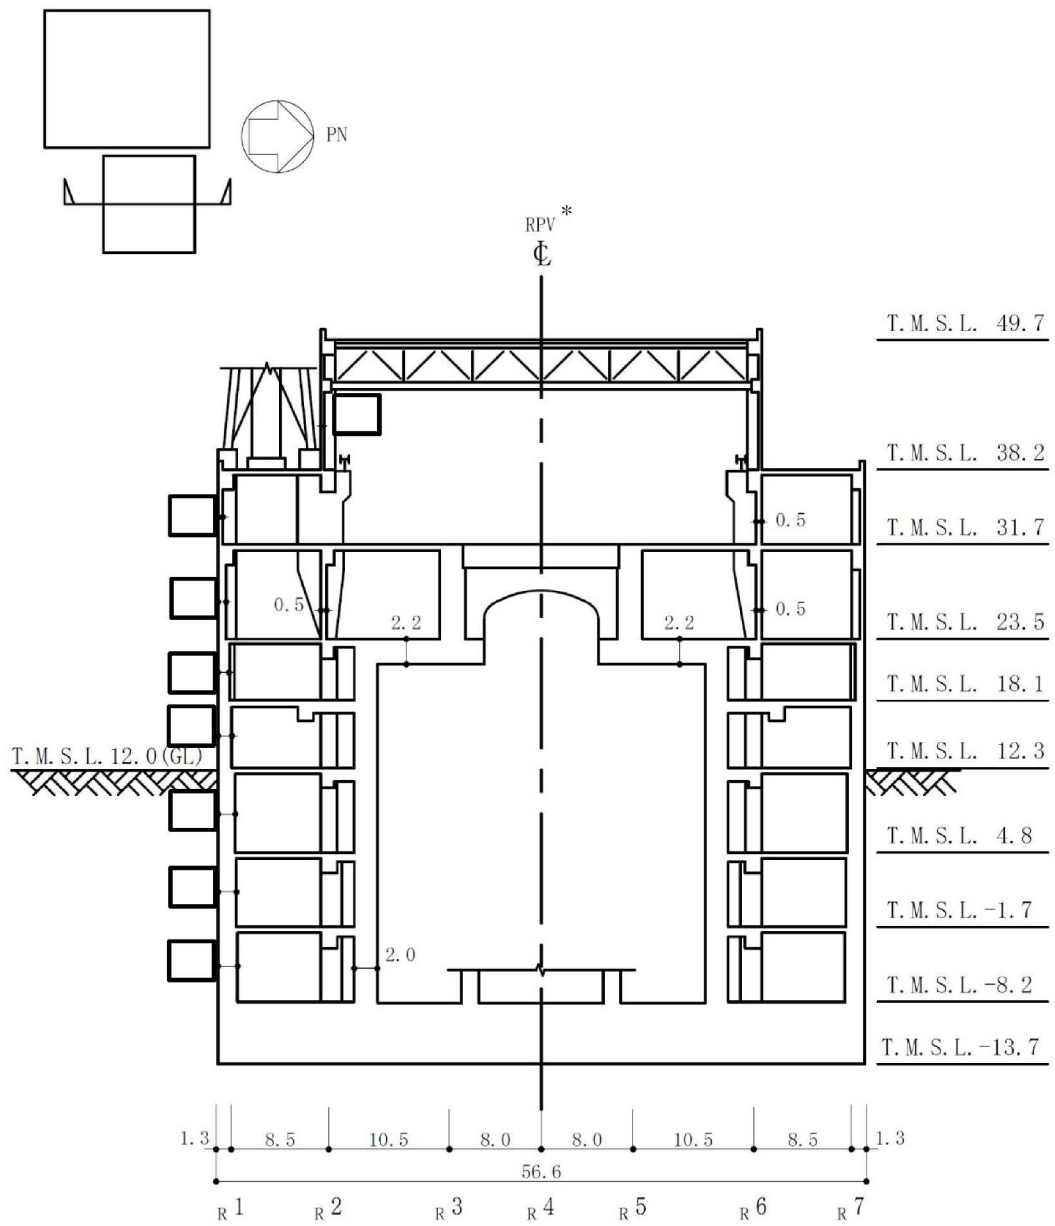 PN
RPV *
℄
T.M.S.L. 49.7
T.M.S.L. 38.2
0.5
T.M.S.L. 31.7
0.5
0.5
2.2
2.2
T.M.S.L. 23.5
T.M.S.L. 18.1
T.M.S.L.12.0(GL)
T.M.S.L. 12.3
T.M.S.L. 4.8
T.M.S.L.-1.7
2.0
T.M.S.L.-8.2
T.M.S.L.-13.7
1.3 8.5 10.5 8.0 8.0 10.5 8.5 1.3
56.6
R1 R2 R3 R4 R5 R6 R7